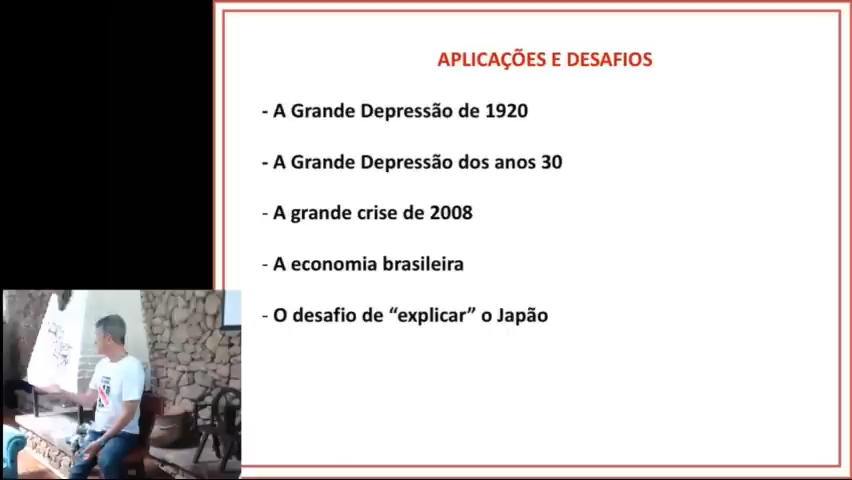 APLICAÇÕES E DESAFIOS
- A Grande Depressão de 1920
- A Grande Depressão dos anos 30
- A grande crise de 2008
- A economia brasileira
- O desafio de “explicar” o Japão